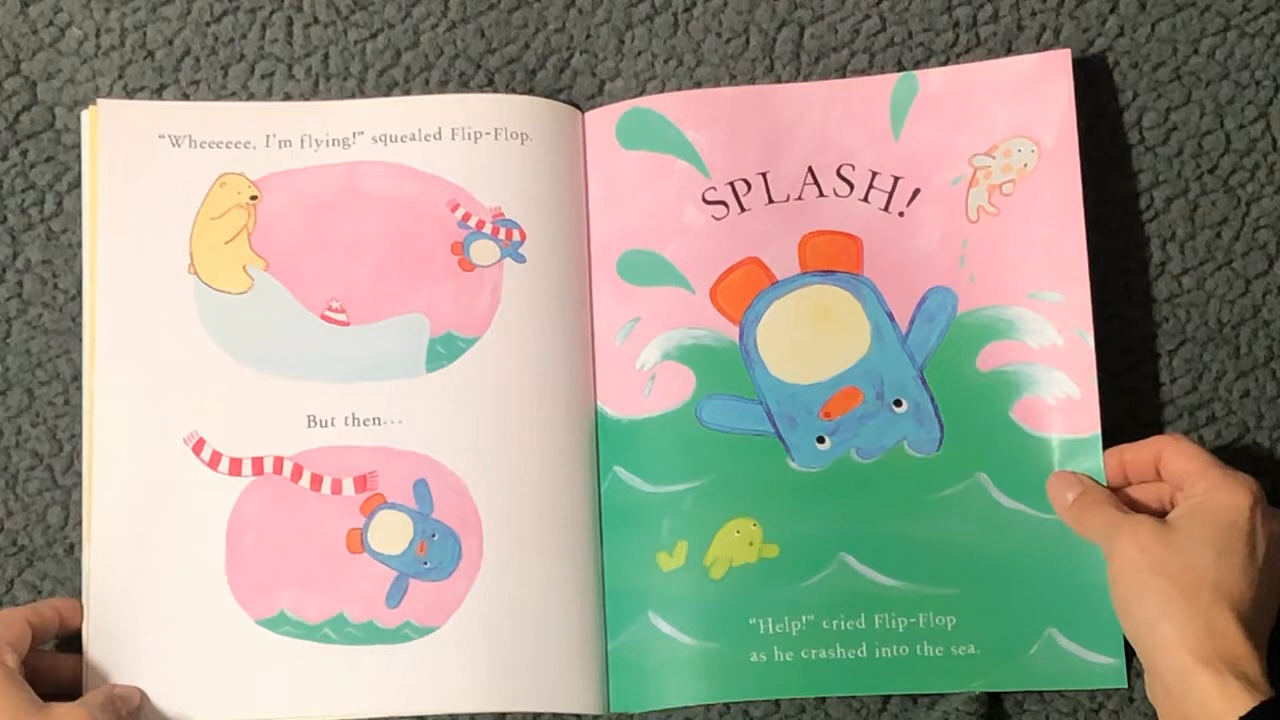 "Wheeeeee, I'm flying!" squealed Flip-Flop.
But then...
SPLASH!
"Help!" cried Flip-Flop
as he crashed into the sea.